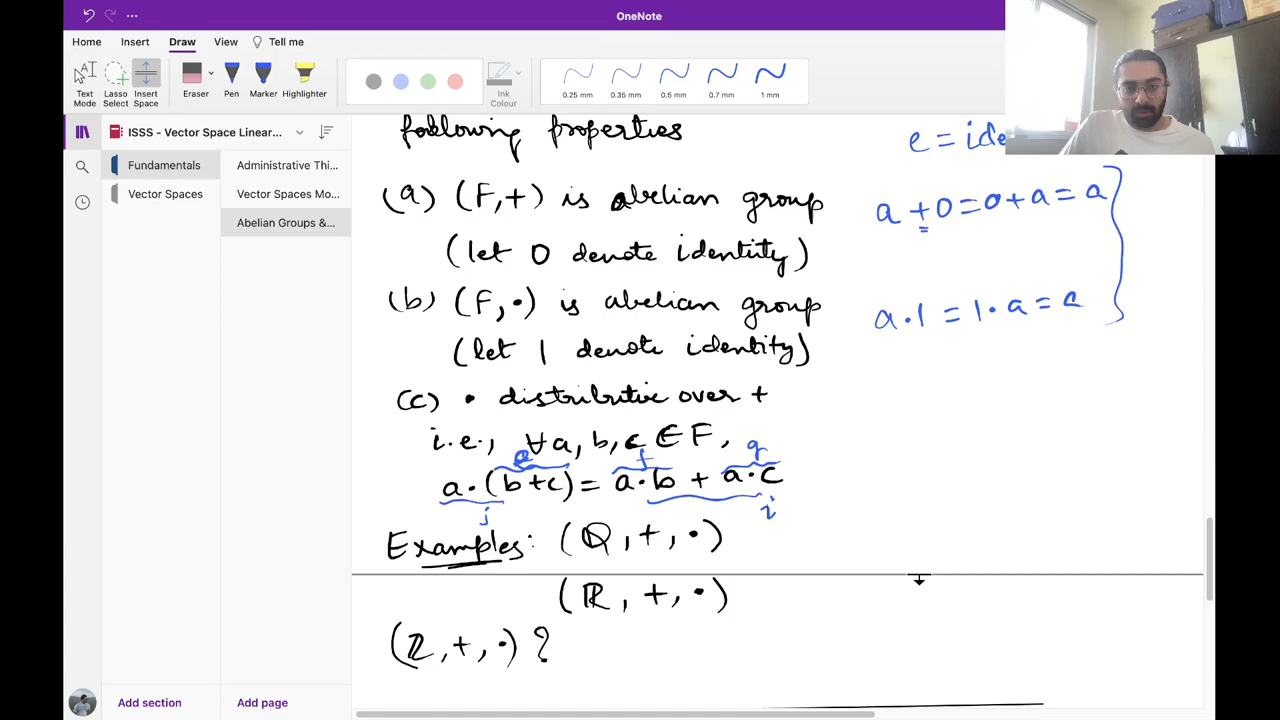 OneNote
Home Insert Draw View Tell me
Text Mode
Lasso Select
Insert Space
Eraser
Pen
Marker
Highlighter
Ink Colour
0.25 mm 0.35 mm 0.5 mm 0.7 mm 1 mm
ISSS - Vector Space Linear...
Fundamentals
Vector Spaces
Administrative Thi...
Vector Spaces Mo...
Abelian Groups &...
following properties
e = ide
(a) (F,+) is abelian group
a + 0 = 0 + a = a
(let 0 denote identity)
(b) (F, •) is abelian group
a • 1 = 1 • a = a
(let 1 denote identity)
(c) • distributive over +
i.e., ∀ a, b, c ∈ F,
e f g
a • (b + c) = a • b + a • c
j i
Examples: (ℚ, +, •)
(ℝ, +, •)
(ℤ, +, •) ?
Add section
Add page